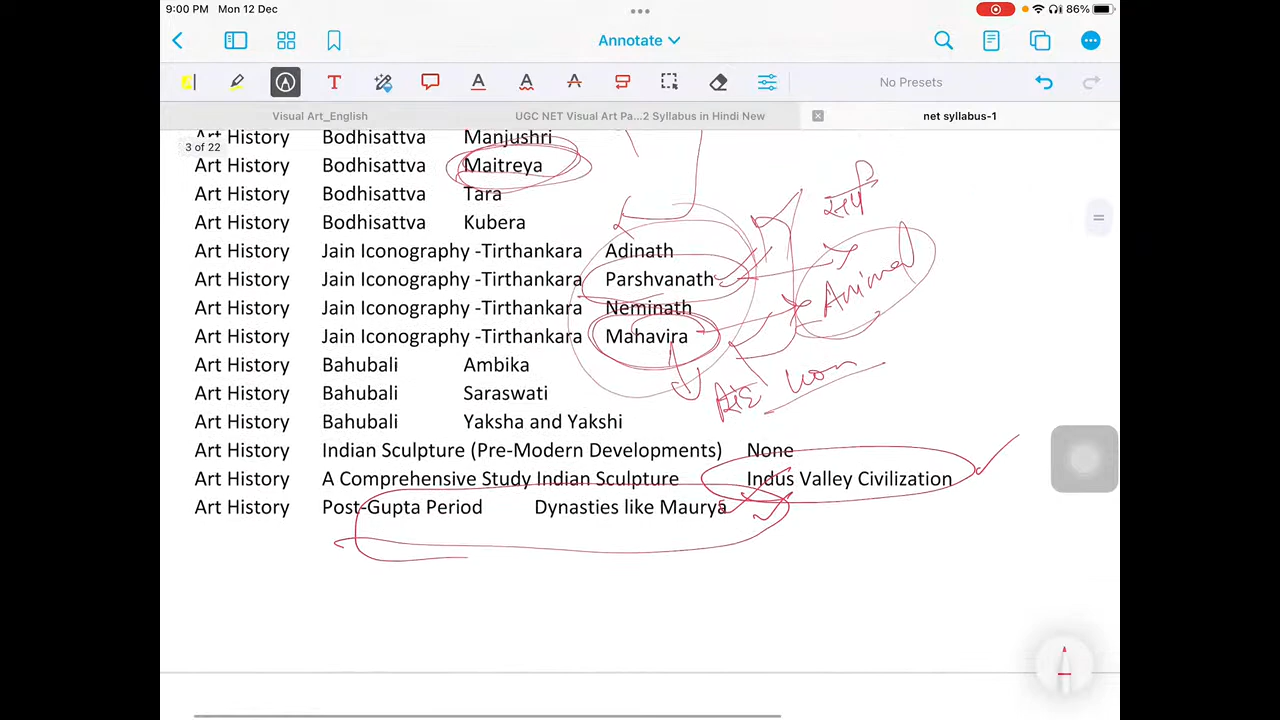 9:00 PM Mon 12 Dec 86%
Annotate
T A A A No Presets
Visual Art_English UGC NET Visual Art Pa...2 Syllabus in Hindi New net syllabus-1
3 of 22
Art History Bodhisattva Manjushri
Art History Bodhisattva Maitreya
Art History Bodhisattva Tara
Art History Bodhisattva Kubera
Art History Jain Iconography -Tirthankara Adinath
Art History Jain Iconography -Tirthankara Parshvanath
Art History Jain Iconography -Tirthankara Neminath
Art History Jain Iconography -Tirthankara Mahavira
Art History Bahubali Ambika
Art History Bahubali Saraswati
Art History Bahubali Yaksha and Yakshi
Art History Indian Sculpture (Pre-Modern Developments) None
Art History A Comprehensive Study Indian Sculpture Indus Valley Civilization
Art History Post-Gupta Period Dynasties like Maurya
सर्प
Animal